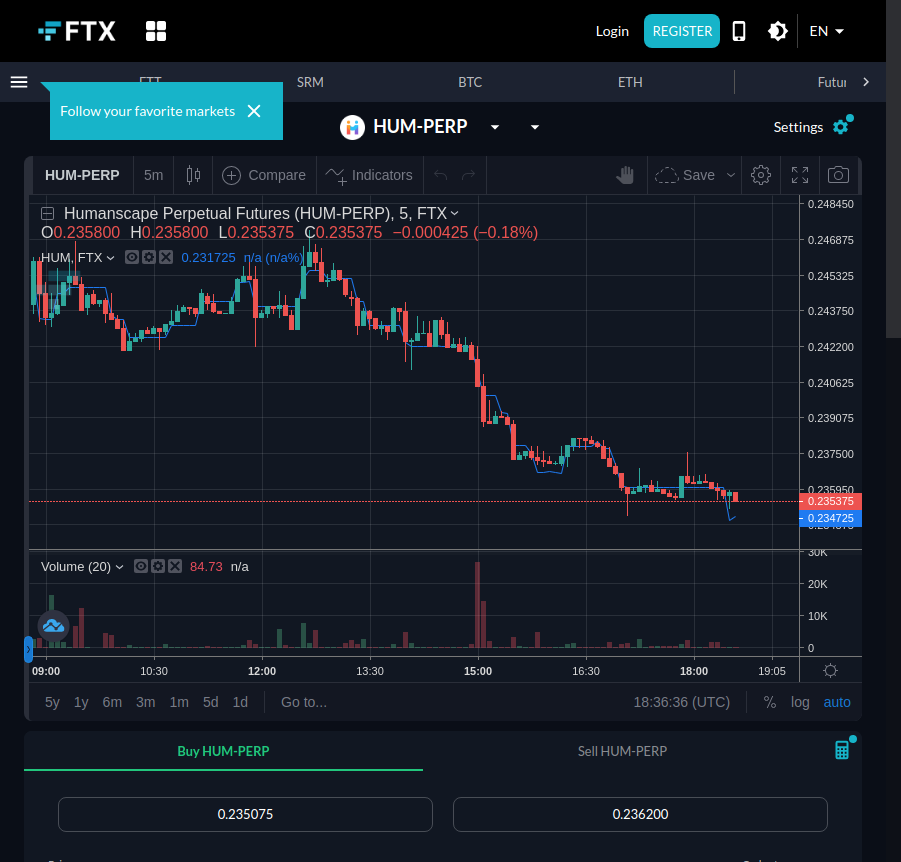 FTX
Login
REGISTER
EN
FTT SRM BTC ETH
Follow your favorite markets
HUM-PERP
Settings
HUM-PERP 5m Compare Indicators Save
Humanscape Perpetual Futures (HUM-PERP), 5, FTX
O0.235800 H0.235800 L0.235375 C0.235375 −0.000425 (−0.18%)
HUM, FTX 0.231725 n/a (n/a%)
0.248450
0.246875
0.245325
0.243750
0.242200
0.240625
0.239075
0.237500
0.235950
0.235375
0.234725
Volume (20) 84.73 n/a
30K
20K
10K
0
09:00 10:30 12:00 13:30 15:00 16:30 18:00 19:05
5y 1y 6m 3m 1m 5d 1d Go to... 18:36:36 (UTC) % log auto
Buy HUM-PERP Sell HUM-PERP
0.235075 0.236200